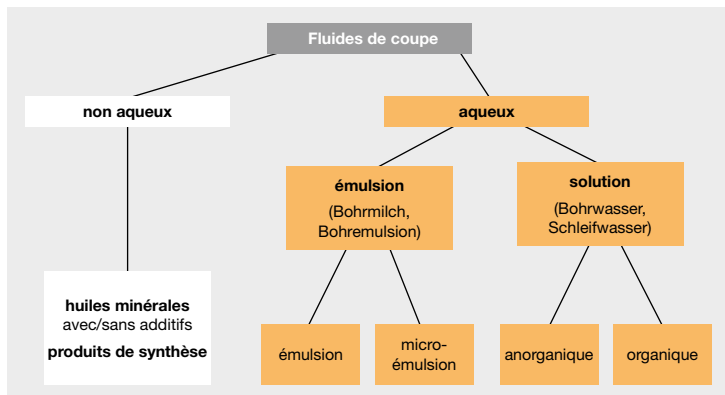 Fluides de coupe
non aqueux
aqueux
émulsion
(Bohrmilch,
Bohremulsion)
solution
(Bohrwasser,
Schleifwasser)
huiles minérales
avec/sans additifs
produits de synthèse
émulsion
micro-
émulsion
anorganique
organique